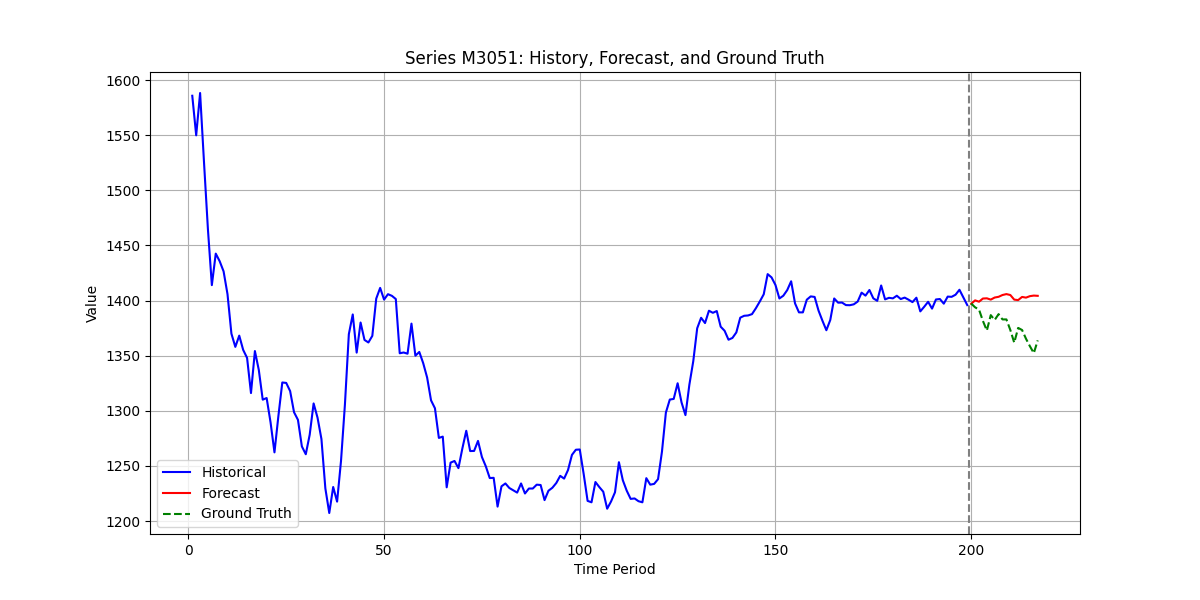 Series M3051: History, Forecast, and Ground Truth
1600
1550
1500
1450
1400
1350
1300
1250
1200
Value
Historical
Forecast
Ground Truth
0
50
100
150
200
Time Period